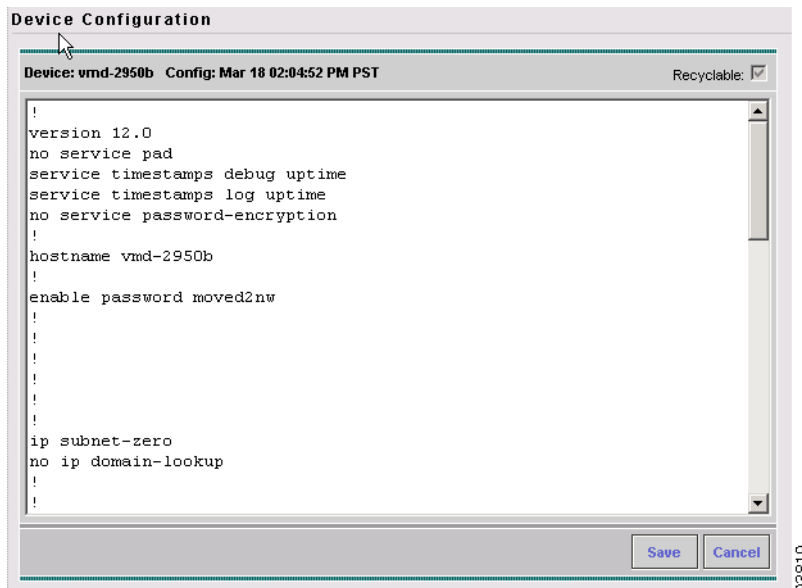 Device Configuration
Device: vmd-2950b Config: Mar 18 02:04:52 PM PST
Recyclable:
!
version 12.0
no service pad
service timestamps debug uptime
service timestamps log uptime
no service password-encryption
!
hostname vmd-2950b
!
enable password moved2nw
!
!
!
!
!
!
ip subnet-zero
no ip domain-lookup
!
!
Save Cancel